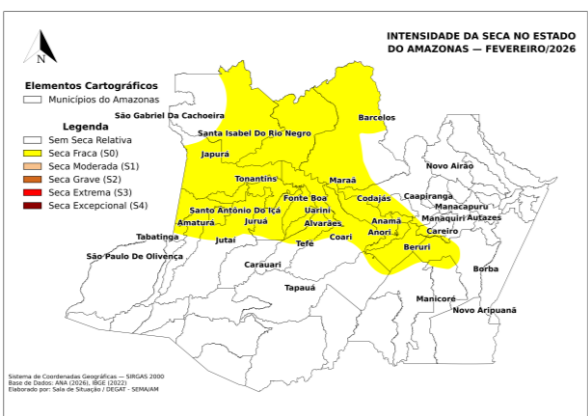 INTENSIDADE DA SECA NO ESTADO
DO AMAZONAS — FEVEREIRO/2026
N
Elementos Cartográficos
Municípios do Amazonas
Legenda
Sem Seca Relativa
Seca Fraca (S0)
Seca Moderada (S1)
Seca Grave (S2)
Seca Extrema (S3)
Seca Excepcional (S4)
São Gabriel Da Cachoeira
Barcelos
Santa Isabel Do Rio Negro
Japurá
Novo Airão
Tonantins
Maraã
Fonte Boa
Codajás
Caapiranga
Santo Antônio Do Içá
Uarini
Manacapuru
Amaturá
Juruá
Alvarães
Anamã
Manaquiri
Autazes
Tabatinga
Jutaí
Tefé
Coari
Anori
Careiro
Beruri
São Paulo De Olivença
Carauari
Borba
Tapauá
Manicoré
Novo Aripuanã
Sistema de Coordenadas Geográficas — SIRGAS 2000
Base de Dados: ANA (2026), IBGE (2022)
Elaborado por: Sala de Situação / DEGAT - SEMAJAM